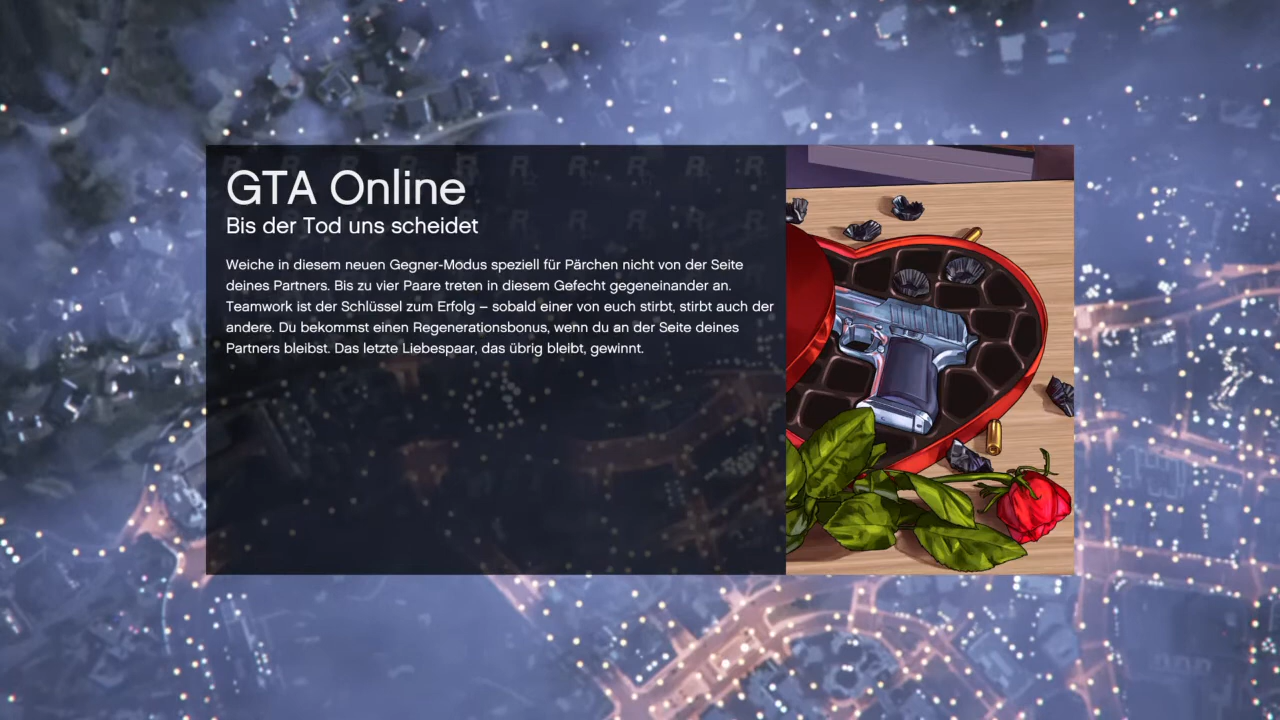 GTA Online
Bis der Tod uns scheidet
Weiche in diesem neuen Gegner-Modus speziell für Pärchen nicht von der Seite
deines Partners. Bis zu vier Paare treten in diesem Gefecht gegeneinander an.
Teamwork ist der Schlüssel zum Erfolg – sobald einer von euch stirbt, stirbt auch der
andere. Du bekommst einen Regenerationsbonus, wenn du an der Seite deines
Partners bleibst. Das letzte Liebespaar, das übrig bleibt, gewinnt.